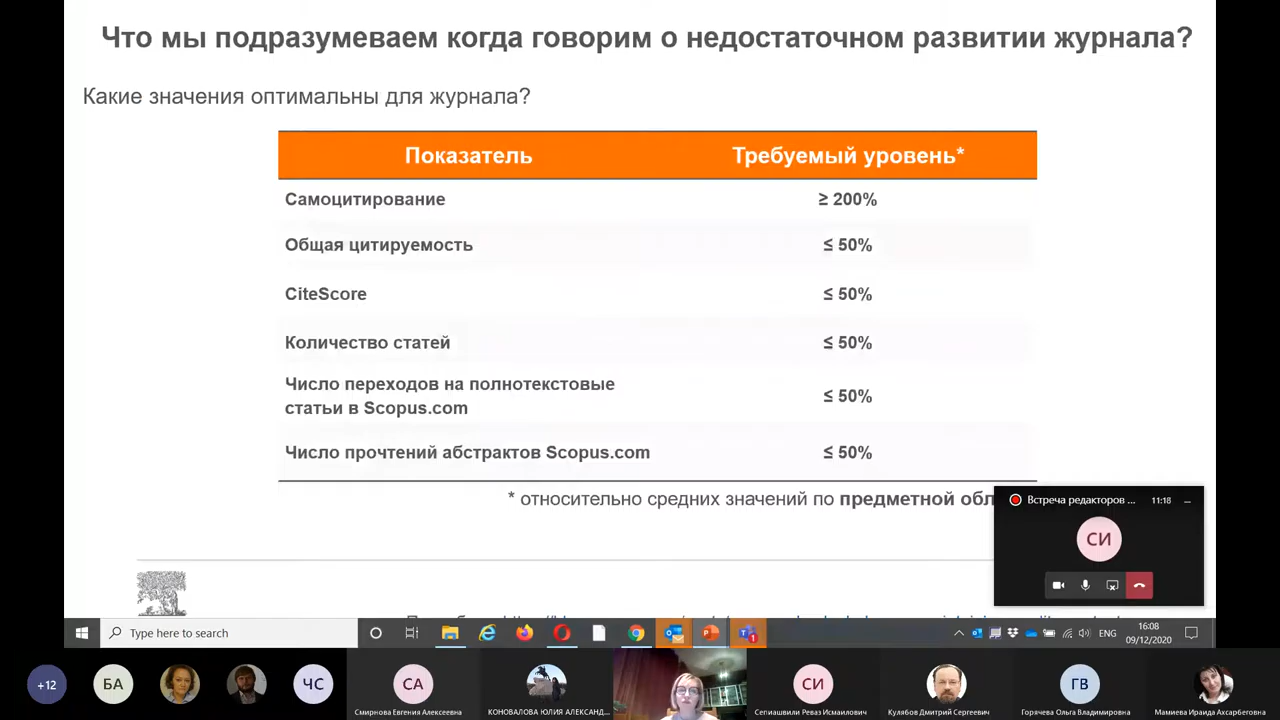 Что мы подразумеваем когда говорим о недостаточном развитии журнала?
Какие значения оптимальны для журнала?
Показатель Требуемый уровень*
Самоцитирование ≥ 200%
Общая цитируемость ≤ 50%
CiteScore ≤ 50%
Количество статей ≤ 50%
Число переходов на полнотекстовые
статьи в Scopus.com ≤ 50%
Число прочтений абстрактов Scopus.com ≤ 50%
* относительно средних значений по предметной обл
Встреча редакторов ... 11:18
СИ
Type here to search
ENG
16:08
09/12/2020
+12 БА ЧС СА СИ ГВ
Смирнова Евгения Алексеевна
КОНОВАЛОВА ЮЛИЯ АЛЕКСАНД...
Сепиашвили Реваз Исмаилович
Кулябов Дмитрий Сергеевич
Горячева Ольга Владимировна
Мамиева Ираида Ахсарбеговна